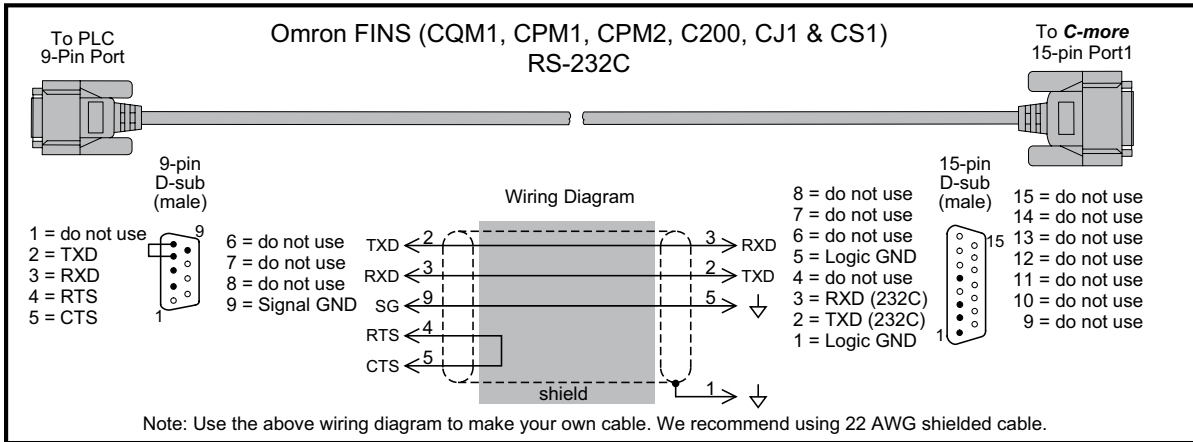 Omron FINS (CQM1, CPM1, CPM2, C200, CJ1 & CS1)
RS-232C
To PLC
9-Pin Port
To C-more
15-pin Port1
9-pin
D-sub
(male)
1 = do not use
2 = TXD
3 = RXD
4 = RTS
5 = CTS
9
1
6 = do not use
7 = do not use
8 = do not use
9 = Signal GND
Wiring Diagram
TXD 2 3 RXD
RXD 3 2 TXD
SG 9 5
RTS 4
CTS 5
shield
1
8 = do not use
7 = do not use
6 = do not use
5 = Logic GND
4 = do not use
3 = RXD (232C)
2 = TXD (232C)
1 = Logic GND
15-pin
D-sub
(male)
15
1
15 = do not use
14 = do not use
13 = do not use
12 = do not use
11 = do not use
10 = do not use
9 = do not use
Note: Use the above wiring diagram to make your own cable. We recommend using 22 AWG shielded cable.